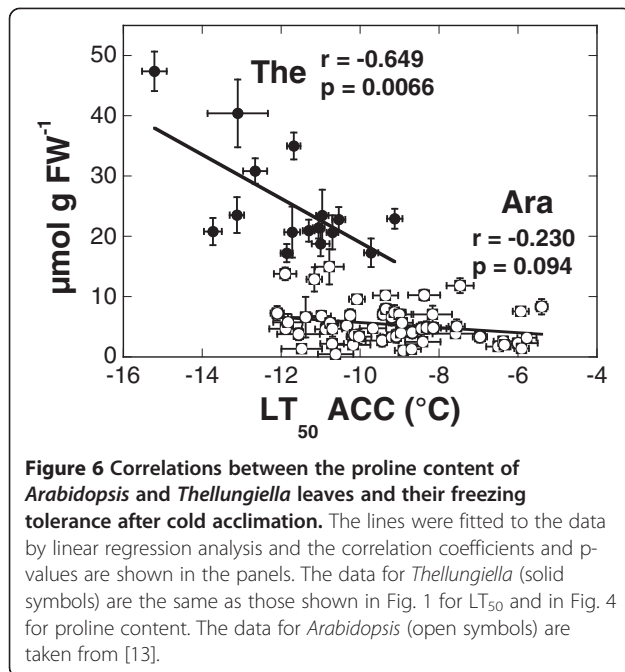 50
40
30
20
10
0
µmol g FW⁻¹
The
r = -0.649
p = 0.0066
Ara
r = -0.230
p = 0.094
-16 -14 -12 -10 -8 -6 -4
LT₅₀ ACC (°C)
Figure 6 Correlations between the proline content of
Arabidopsis and Thellungiella leaves and their freezing
tolerance after cold acclimation. The lines were fitted to the data
by linear regression analysis and the correlation coefficients and p-
values are shown in the panels. The data for Thellungiella (solid
symbols) are the same as those shown in Fig. 1 for LT₅₀ and in Fig. 4
for proline content. The data for Arabidopsis (open symbols) are
taken from [13].